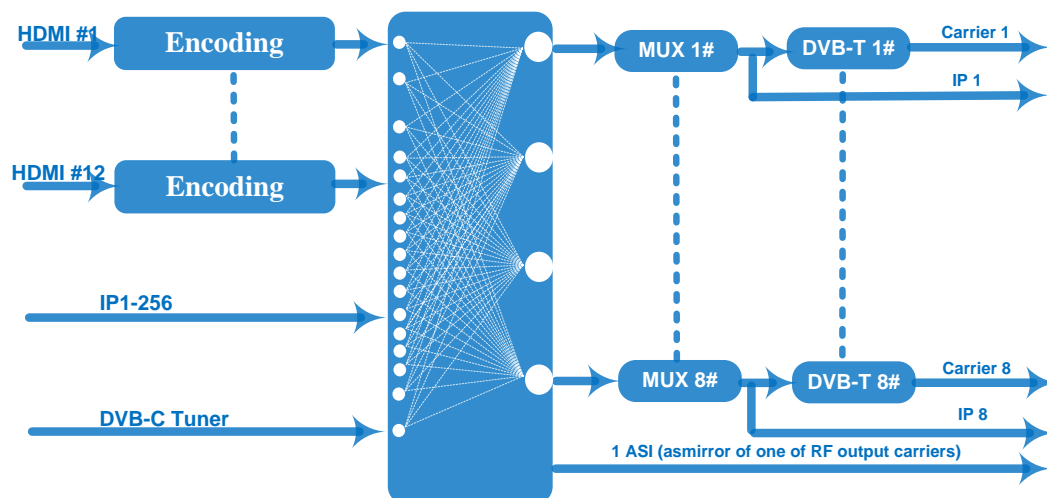 HDMI #1
Encoding
MUX 1#
DVB-T 1#
Carrier 1
IP 1
HDMI #12
Encoding
IP1-256
MUX 8#
DVB-T 8#
Carrier 8
IP 8
DVB-C Tuner
1 ASI (asmirror of one of RF output carriers)